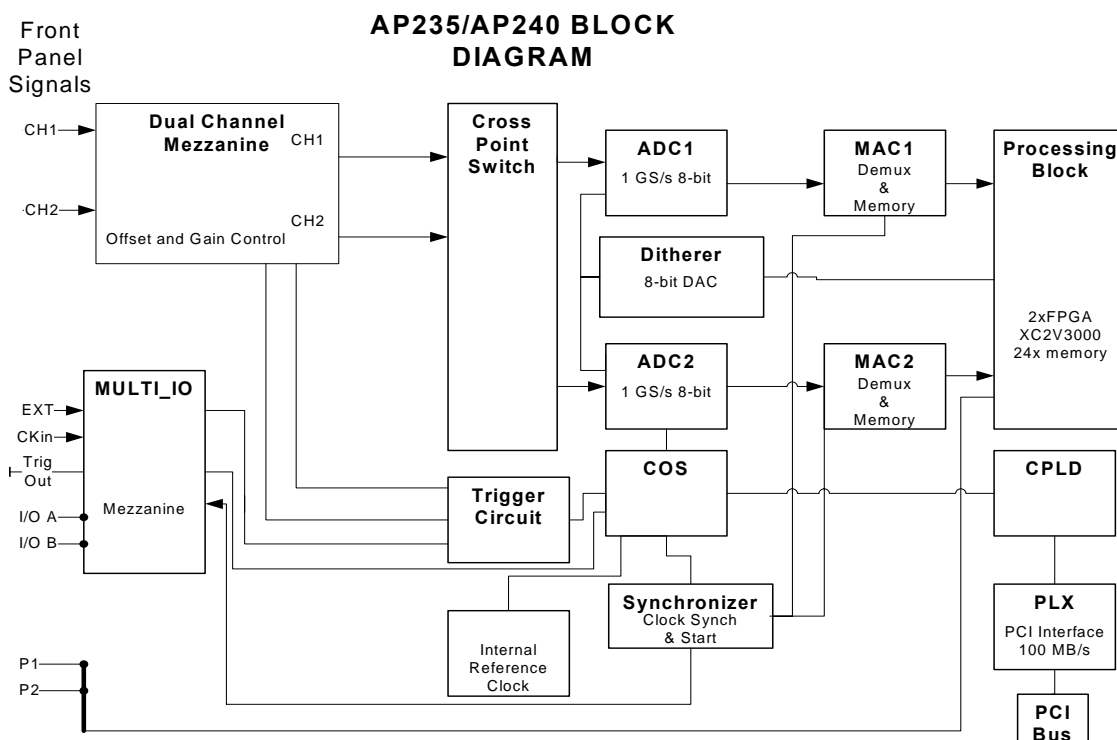 AP235/AP240 BLOCK
DIAGRAM
Front
Panel
Signals
CH1
CH2
Dual Channel
Mezzanine
CH1
CH2
Offset and Gain Control
Cross
Point
Switch
ADC1
1 GS/s 8-bit
MAC1
Demux
&
Memory
Processing
Block
2xFPGA
XC2V3000
24x memory
Ditherer
8-bit DAC
ADC2
1 GS/s 8-bit
MAC2
Demux
&
Memory
MULTI_IO
Mezzanine
EXT
CKin
Trig
Out
I/O A
I/O B
Trigger
Circuit
COS
CPLD
Synchronizer
Clock Synch
& Start
Internal
Reference
Clock
PLX
PCI Interface
100 MB/s
P1
P2
PCI
Bus